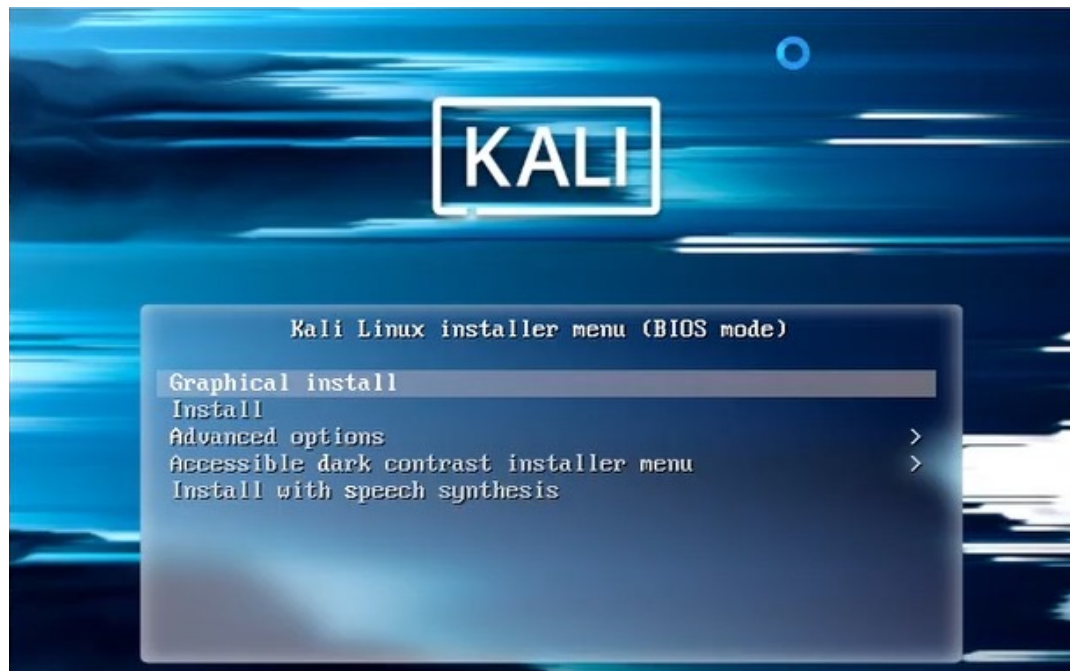 KALI
Kali Linux installer menu (BIOS mode)
Graphical install
Install
Advanced options >
Accessible dark contrast installer menu >
Install with speech synthesis